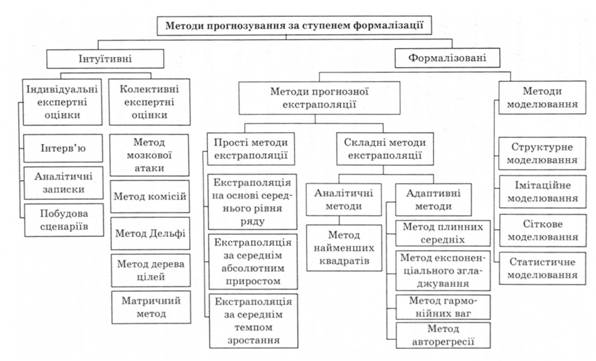 Методи прогнозування за ступенем формалізації
Інтуїтивні
Формалізовані
Індивідуальні
експертні
оцінки
Колективні
експертні
оцінки
Методи прогнозної
екстраполяції
Методи
моделювання
Інтерв’ю
Аналітичні
записки
Побудова
сценаріїв
Метод
мозкової
атаки
Метод комісій
Метод Дельфі
Метод дерева
цілей
Матричний
метод
Прості методи
екстраполяції
Складні методи
екстраполяції
Екстраполяція
на основі серед-
нього рівня
ряду
Екстраполяція
за середнім
абсолютним
приростом
Екстраполяція
за середнім
темпом
зростання
Аналітичні
методи
Метод
найменших
квадратів
Адаптивні
методи
Метод плинних
середніх
Метод експонен-
ціального згла-
джування
Метод гармо-
нійних ваг
Метод
авторегресії
Структурне
моделювання
Імітаційне
моделювання
Сіткове
моделювання
Статистичне
моделювання